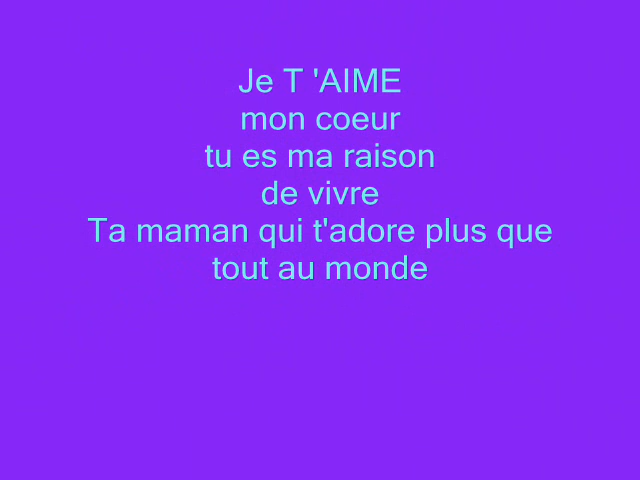 Je T 'AIME
mon coeur
tu es ma raison
de vivre
Ta maman qui t'adore plus que
tout au monde